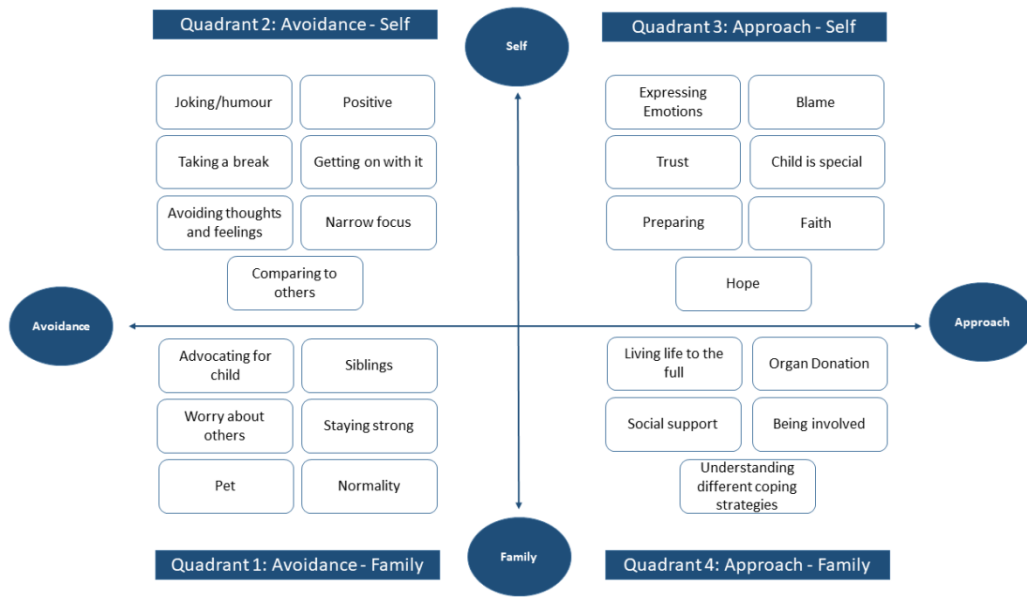 Quadrant 2: Avoidance - Self
Self
Quadrant 3: Approach - Self
Joking/humour
Positive
Taking a break
Getting on with it
Avoiding thoughts
and feelings
Narrow focus
Comparing to
others
Expressing
Emotions
Blame
Trust
Child is special
Preparing
Faith
Hope
Avoidance
Approach
Advocating for
child
Siblings
Worry about
others
Staying strong
Pet
Normality
Living life to the
full
Organ Donation
Social support
Being involved
Understanding
different coping
strategies
Quadrant 1: Avoidance - Family
Family
Quadrant 4: Approach - Family